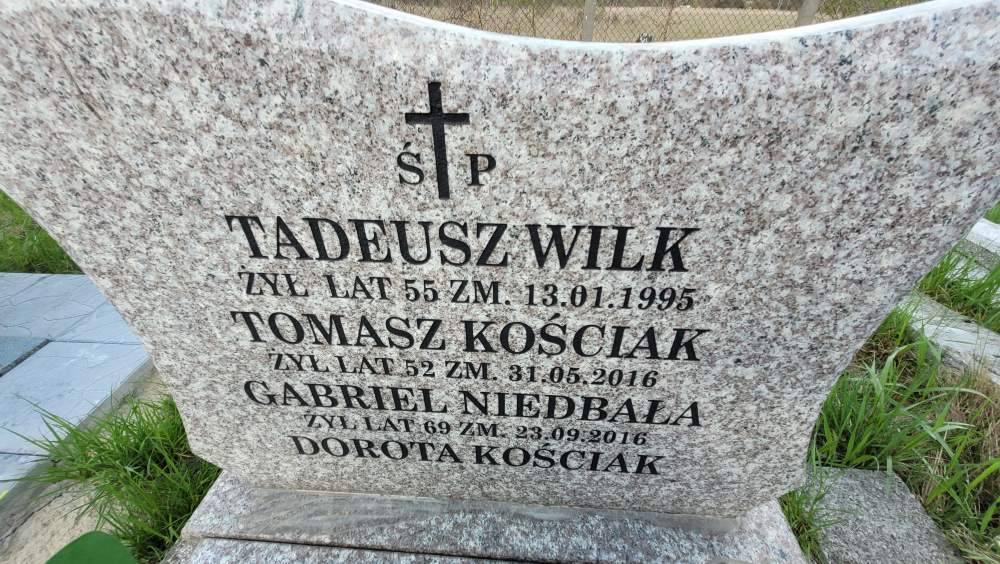 Ś P
TADEUSZ WILK
ŻYŁ LAT 55 ZM. 13.01.1995
TOMASZ KOŚCIAK
ŻYŁ LAT 52 ZM. 31.05.2016
GABRIEL NIEDBAŁA
ŻYŁ LAT 69 ZM. 23.09.2016
DOROTA KOŚCIAK